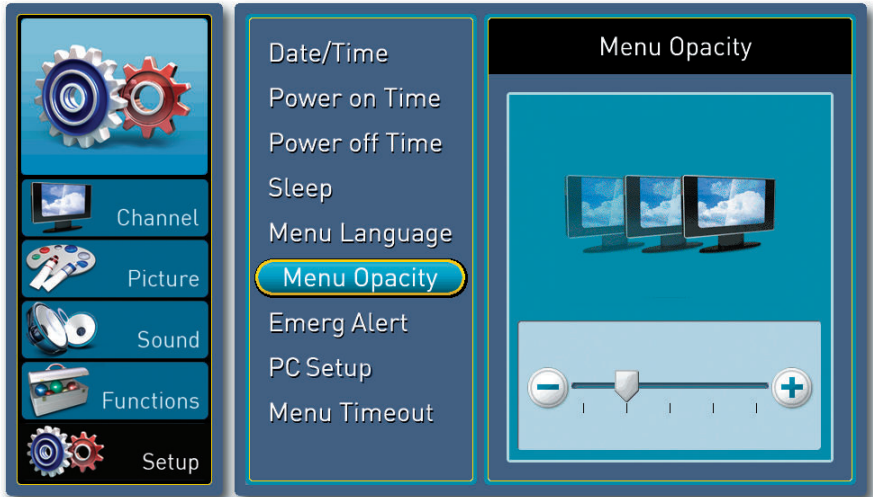 Channel
Picture
Sound
Functions
Setup
Date/Time
Power on Time
Power off Time
Sleep
Menu Language
Menu Opacity
Emerg Alert
PC Setup
Menu Timeout
Menu Opacity